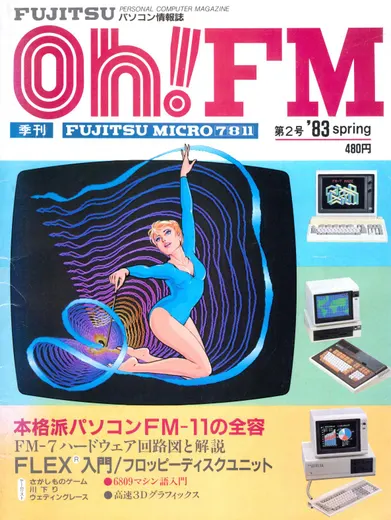 FUJITSU PERSONAL COMPUTER MAGAZINE
パソコン情報誌
Oh!FM
季刊 FUJITSU MICRO 7/8/11 第2号 '83 spring
480円
本格派パソコンFM-11の全容
FM-7ハードウェア回路図と解説
FLEX®入門/フロッピーディスクユニット
さがしものゲーム
川下り
ウェディングレース
●6809マシン語入門
●高速3Dグラフィックス